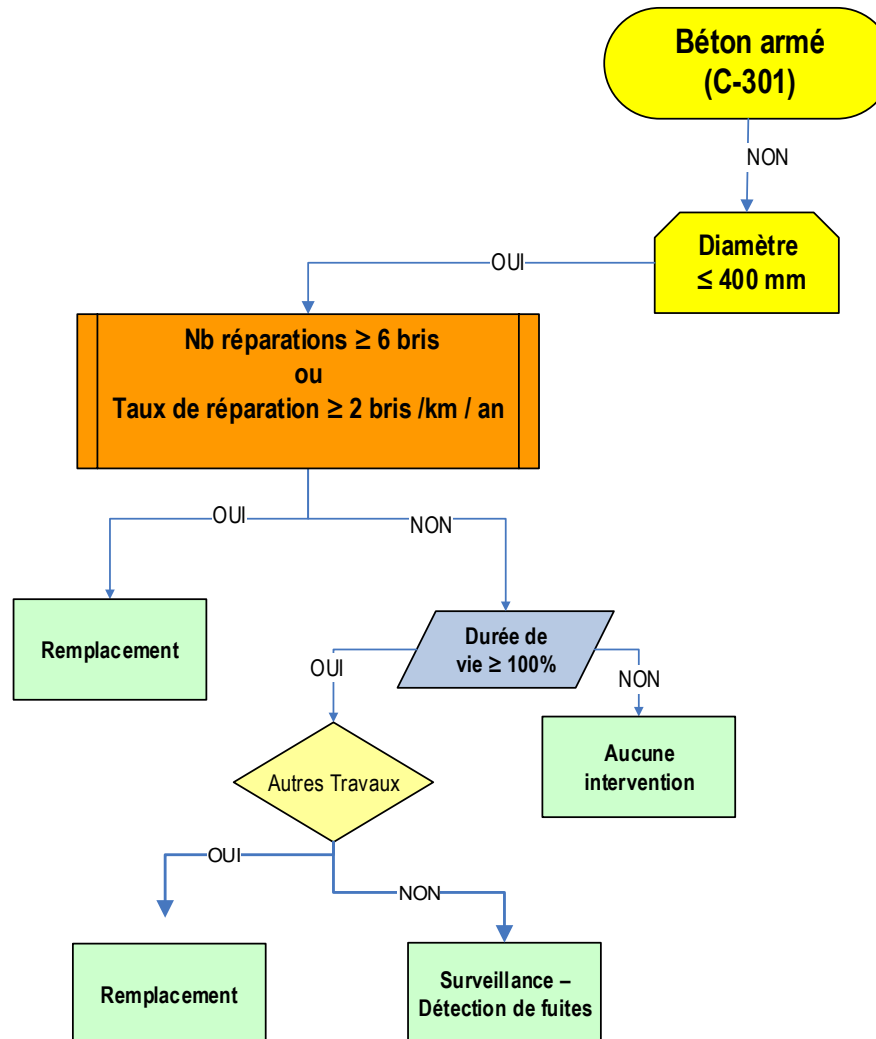 Béton armé
(C-301)
NON
Diamètre
≤ 400 mm
OUI
Nb réparations ≥ 6 bris
ou
Taux de réparation ≥ 2 bris /km / an
OUI
NON
Remplacement
Durée de
vie ≥ 100%
OUI
NON
Aucune
intervention
Autres Travaux
OUI
NON
Remplacement
Surveillance –
Détection de fuites